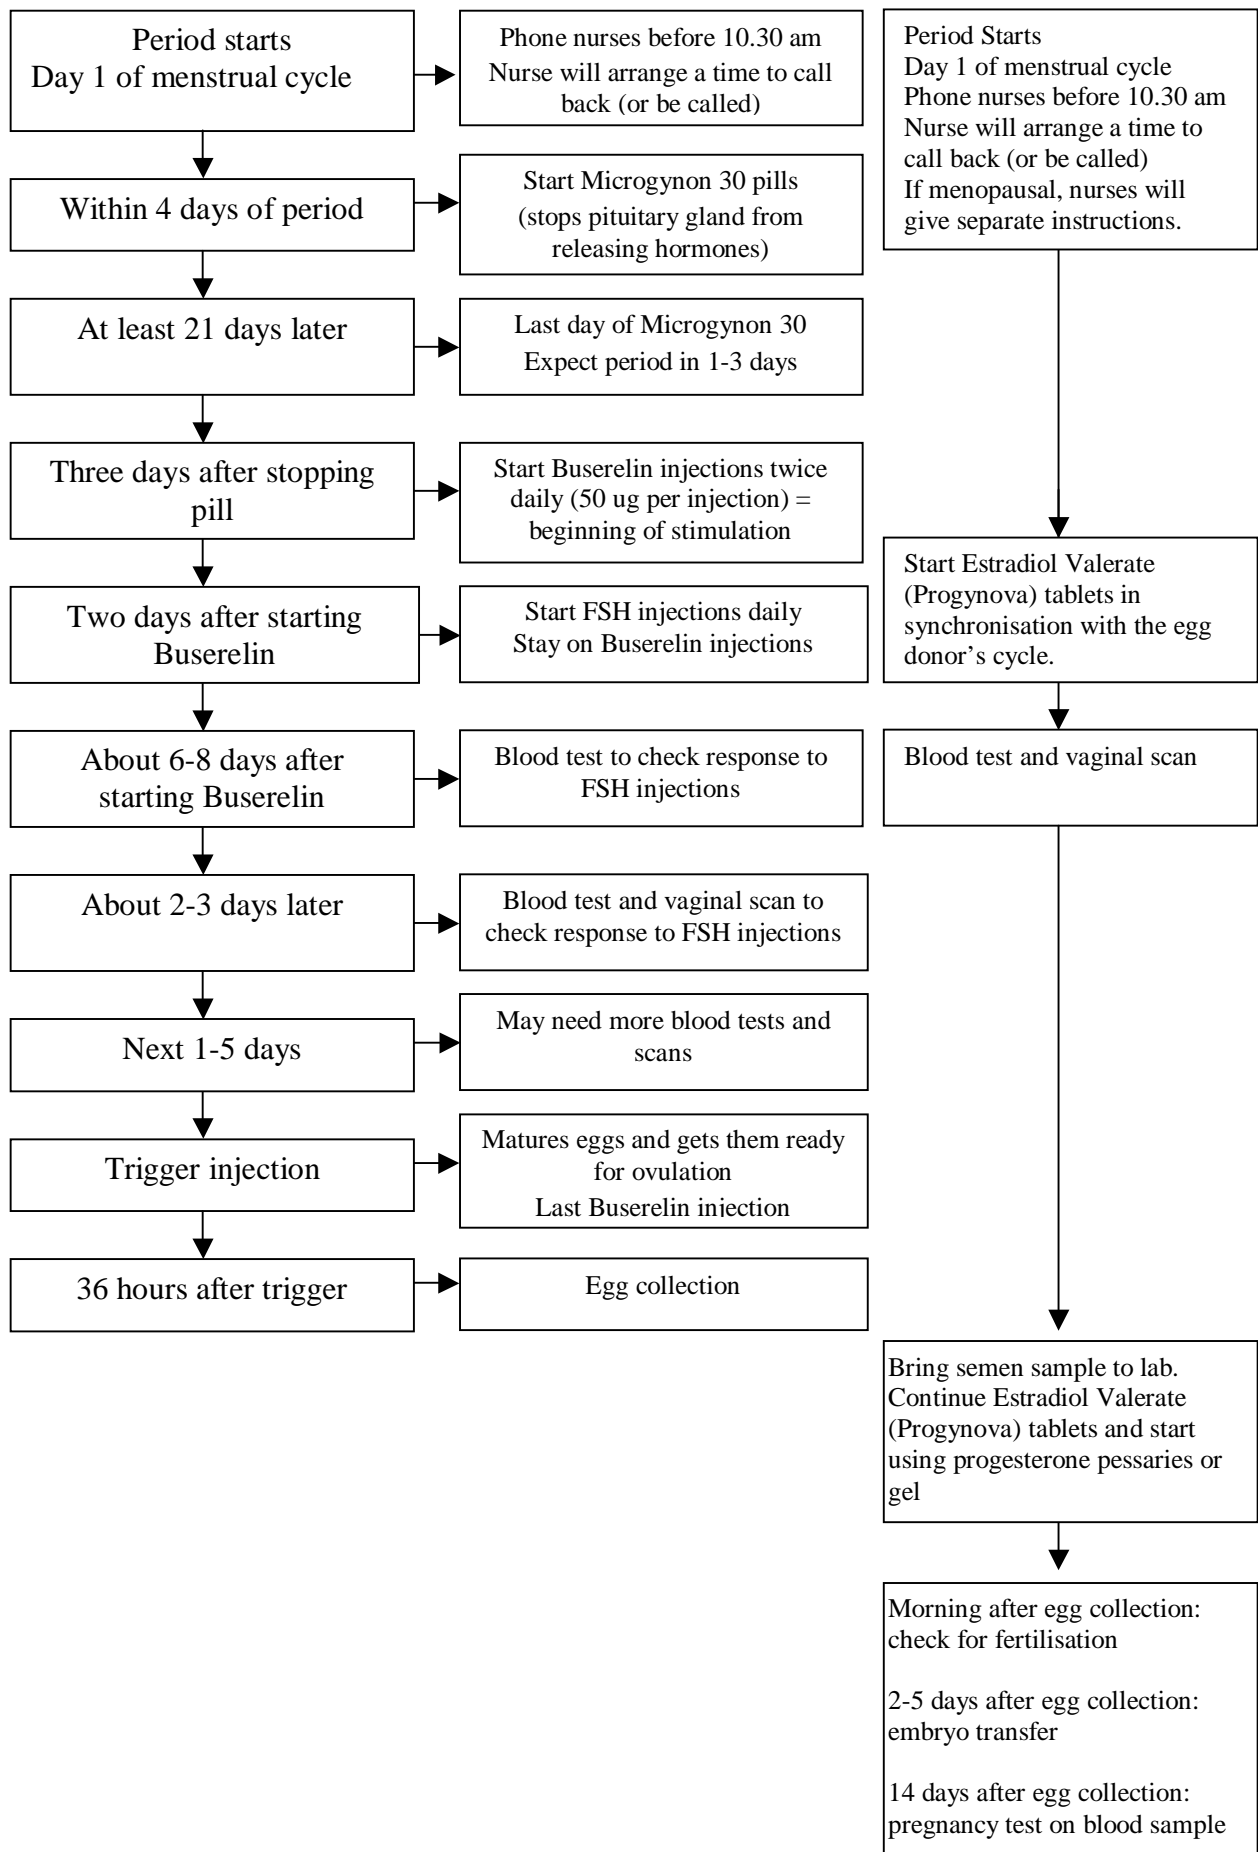 Period starts
Day 1 of menstrual cycle
Phone nurses before 10.30 am
Nurse will arrange a time to call
back (or be called)
Within 4 days of period
Start Microgynon 30 pills
(stops pituitary gland from
releasing hormones)
At least 21 days later
Last day of Microgynon 30
Expect period in 1-3 days
Three days after stopping
pill
Start Buserelin injections twice
daily (50 ug per injection) =
beginning of stimulation
Two days after starting
Buserelin
Start FSH injections daily
Stay on Buserelin injections
About 6-8 days after
starting Buserelin
Blood test to check response to
FSH injections
About 2-3 days later
Blood test and vaginal scan to
check response to FSH injections
Next 1-5 days
May need more blood tests and
scans
Trigger injection
Matures eggs and gets them ready
for ovulation
Last Buserelin injection
36 hours after trigger
Egg collection
Period Starts
Day 1 of menstrual cycle
Phone nurses before 10.30 am
Nurse will arrange a time to
call back (or be called)
If menopausal, nurses will
give separate instructions.
Start Estradiol Valerate
(Progynova) tablets in
synchronisation with the egg
donor’s cycle.
Blood test and vaginal scan
Bring semen sample to lab.
Continue Estradiol Valerate
(Progynova) tablets and start
using progesterone pessaries or
gel
Morning after egg collection:
check for fertilisation
2-5 days after egg collection:
embryo transfer
14 days after egg collection:
pregnancy test on blood sample